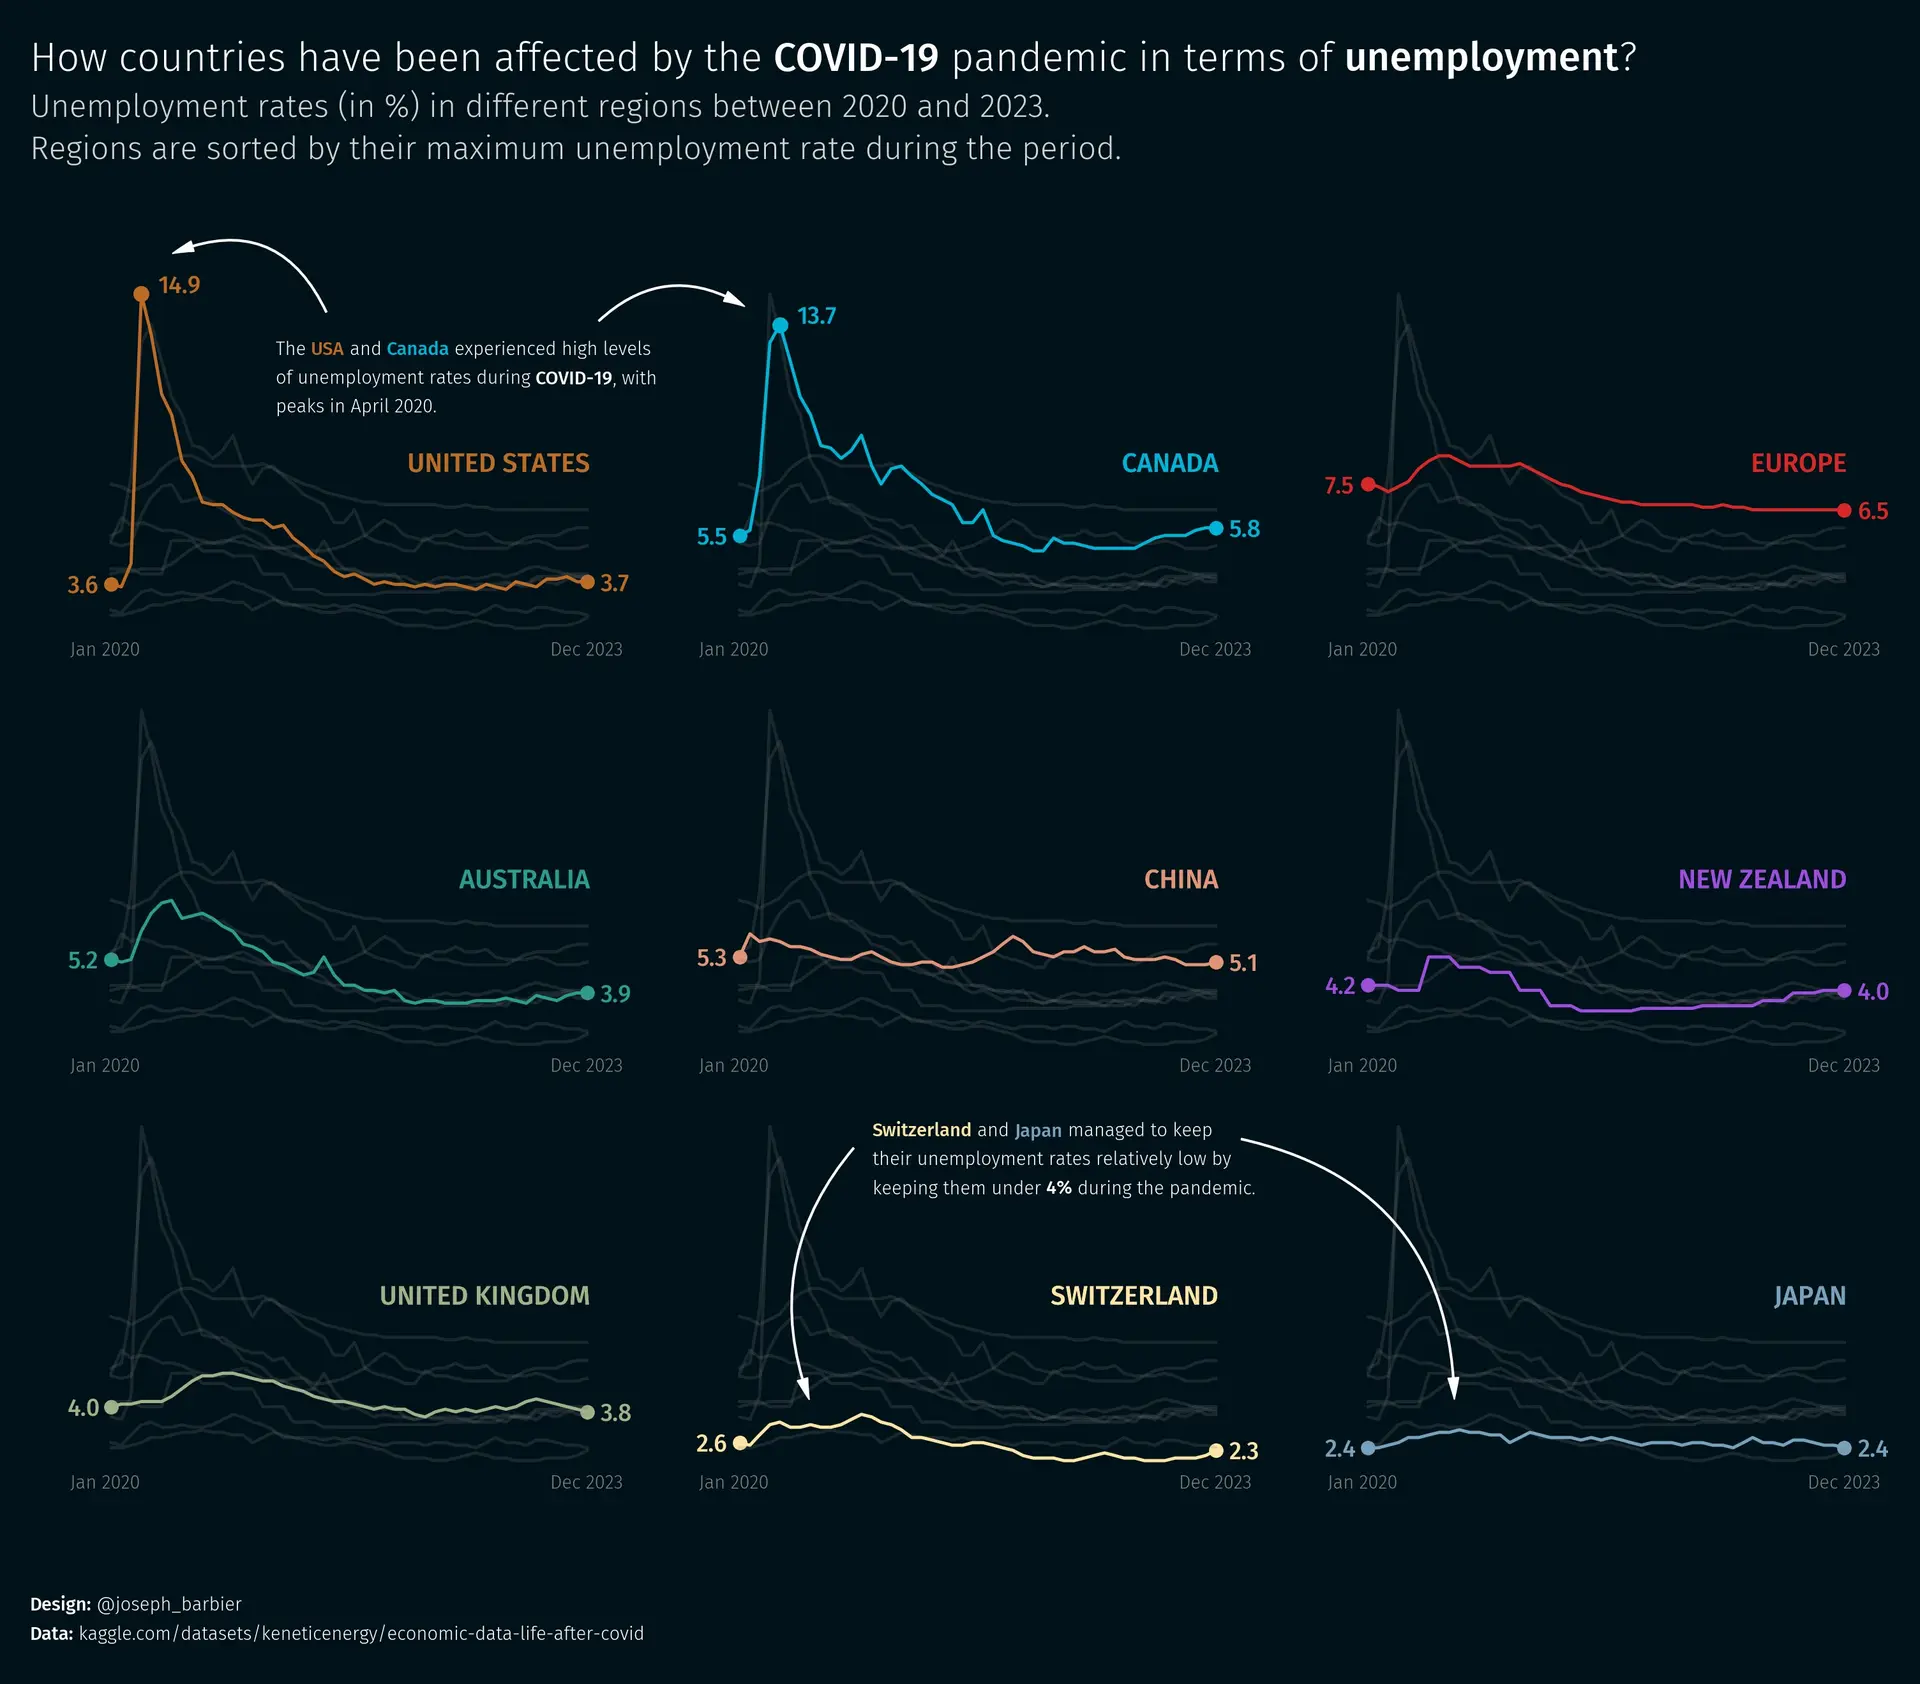 How countries have been affected by the COVID-19 pandemic in terms of unemployment?
Unemployment rates (in %) in different regions between 2020 and 2023.
Regions are sorted by their maximum unemployment rate during the period.
14.9
The USA and Canada experienced high levels
of unemployment rates during COVID-19, with
peaks in April 2020.
UNITED STATES
3.6
3.7
Jan 2020
Dec 2023
13.7
CANADA
5.5
5.8
Jan 2020
Dec 2023
EUROPE
7.5
6.5
Jan 2020
Dec 2023
AUSTRALIA
5.2
3.9
Jan 2020
Dec 2023
CHINA
5.3
5.1
Jan 2020
Dec 2023
NEW ZEALAND
4.2
4.0
Jan 2020
Dec 2023
UNITED KINGDOM
4.0
3.8
Jan 2020
Dec 2023
Switzerland and Japan managed to keep
their unemployment rates relatively low by
keeping them under 4% during the pandemic.
SWITZERLAND
2.6
2.3
Jan 2020
Dec 2023
JAPAN
2.4
2.4
Jan 2020
Dec 2023
Design: @joseph_barbier
Data: kaggle.com/datasets/keneticenergy/economic-data-life-after-covid